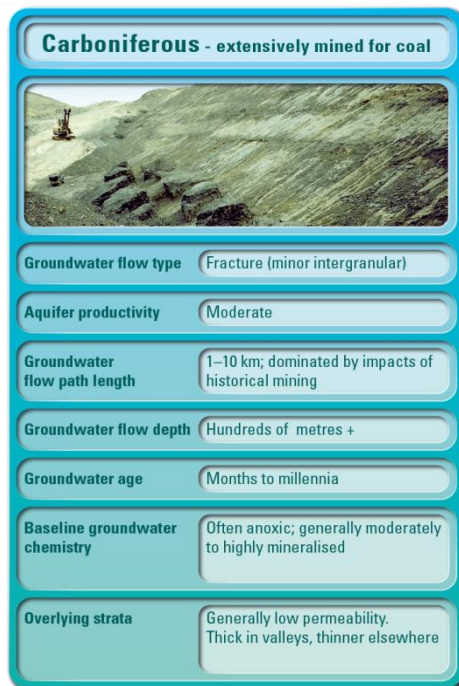 Carboniferous - extensively mined for coal
Groundwater flow type
Fracture (minor intergranular)
Aquifer productivity
Moderate
Groundwater
flow path length
1–10 km; dominated by impacts of
historical mining
Groundwater flow depth
Hundreds of metres +
Groundwater age
Months to millennia
Baseline groundwater
chemistry
Often anoxic; generally moderately
to highly mineralised
Overlying strata
Generally low permeability.
Thick in valleys, thinner elsewhere